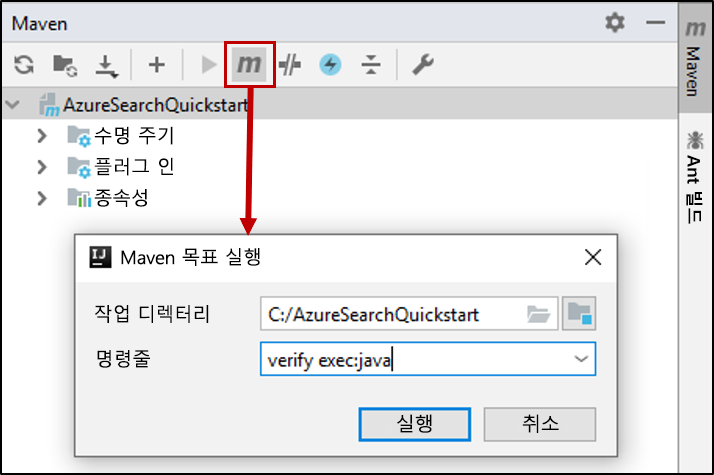 Maven
m
AzureSearchQuickstart
수명 주기
플러그 인
종속성
Maven
Ant 빌드
IJ
Maven 목표 실행
작업 디렉터리
C:/AzureSearchQuickstart
명령줄
verify exec:java
실행
취소